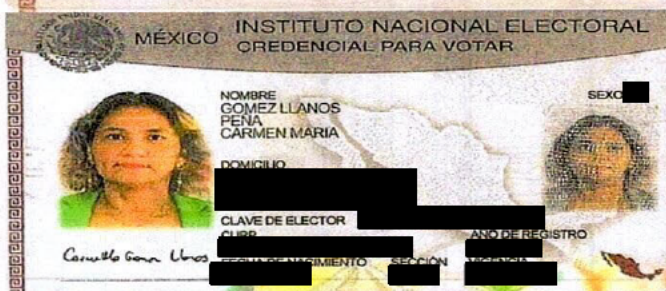 MÉXICO
INSTITUTO NACIONAL ELECTORAL
CREDENCIAL PARA VOTAR
NOMBRE
GOMEZ LLANOS
PEÑA
CARMEN MARIA
SEXO
DOMICILIO
CLAVE DE ELECTOR
CURP
AÑO DE REGISTRO
FECHA DE NACIMIENTO
SECCIÓN
VIGENCIA